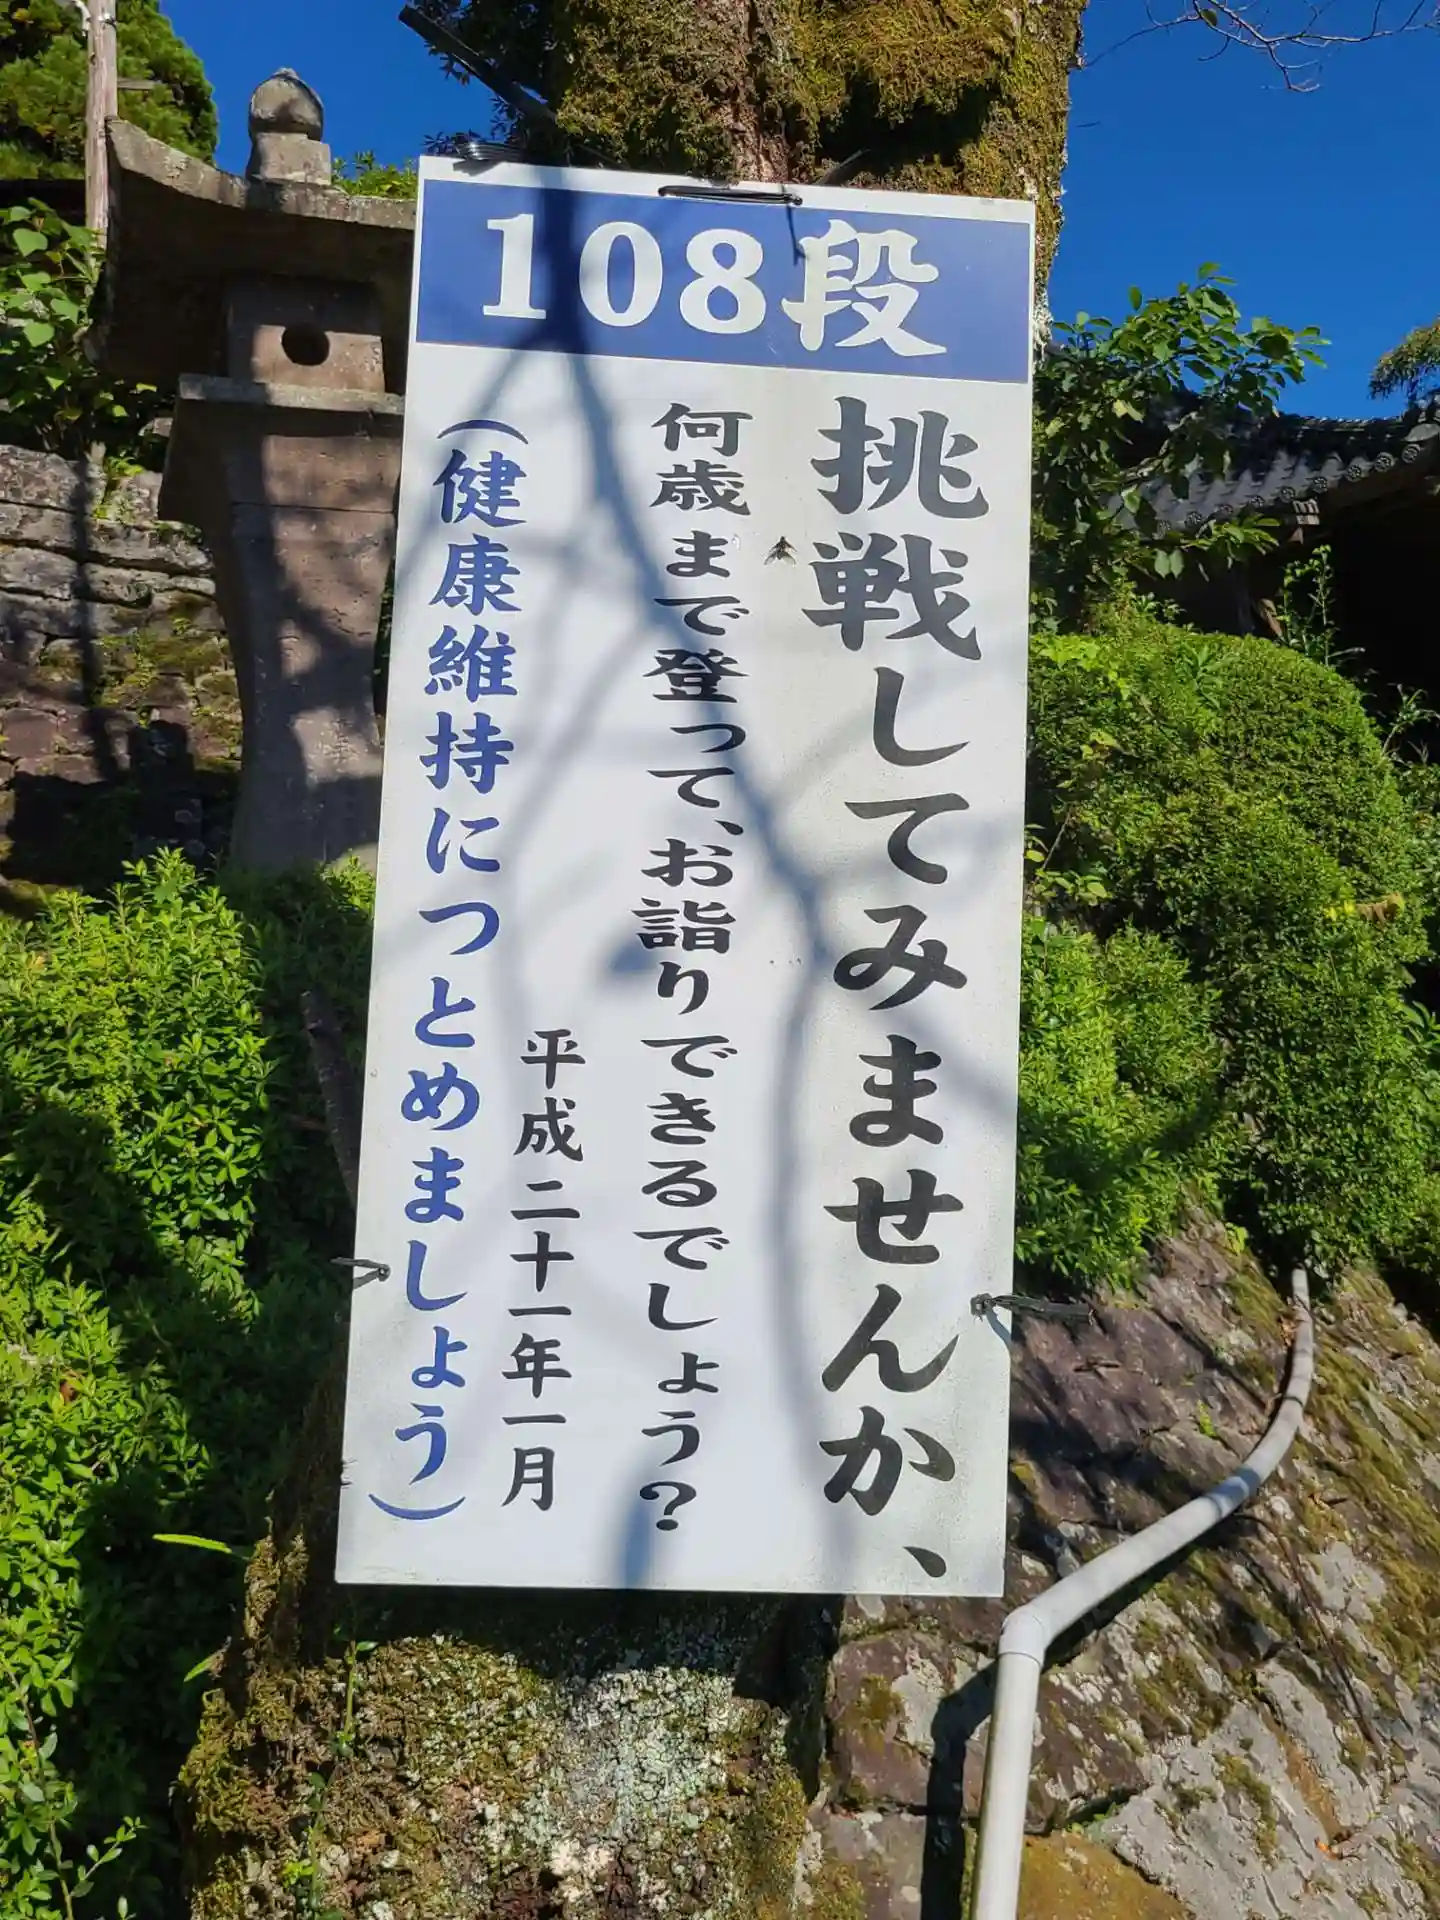 108段
挑戦してみませんか、
何歳まで登って、お詣りできるでしょう?
平成二十一年一月
(健康維持につとめましょう)